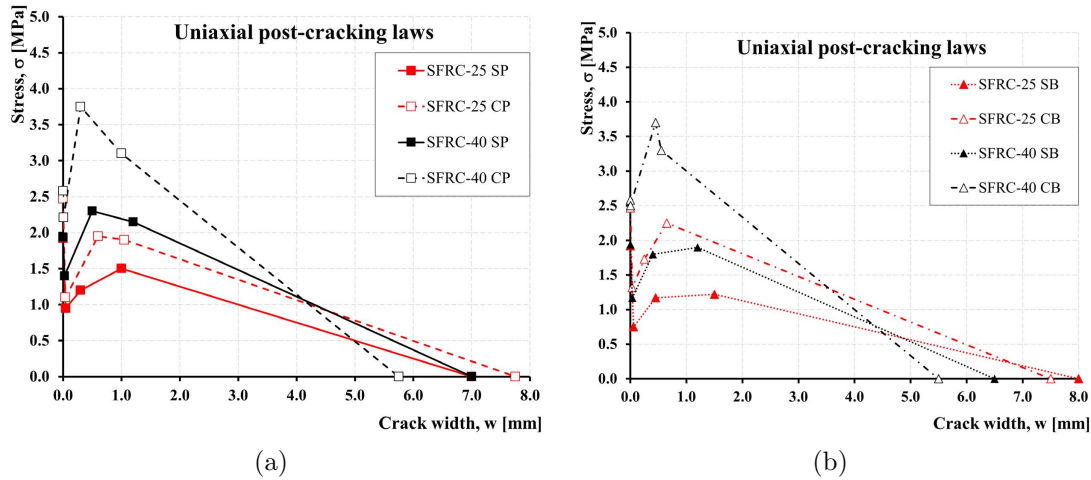 Uniaxial post-cracking laws
Stress, σ [MPa]
5.0
4.5
4.0
3.5
3.0
2.5
2.0
1.5
1.0
0.5
0.0
SFRC-25 SP
SFRC-25 CP
SFRC-40 SP
SFRC-40 CP
0.0 1.0 2.0 3.0 4.0 5.0 6.0 7.0 8.0
Crack width, w [mm]
(a)
Uniaxial post-cracking laws
Stress, σ [MPa]
5.0
4.5
4.0
3.5
3.0
2.5
2.0
1.5
1.0
0.5
0.0
SFRC-25 SB
SFRC-25 CB
SFRC-40 SB
SFRC-40 CB
0.0 1.0 2.0 3.0 4.0 5.0 6.0 7.0 8.0
Crack width, w [mm]
(b)